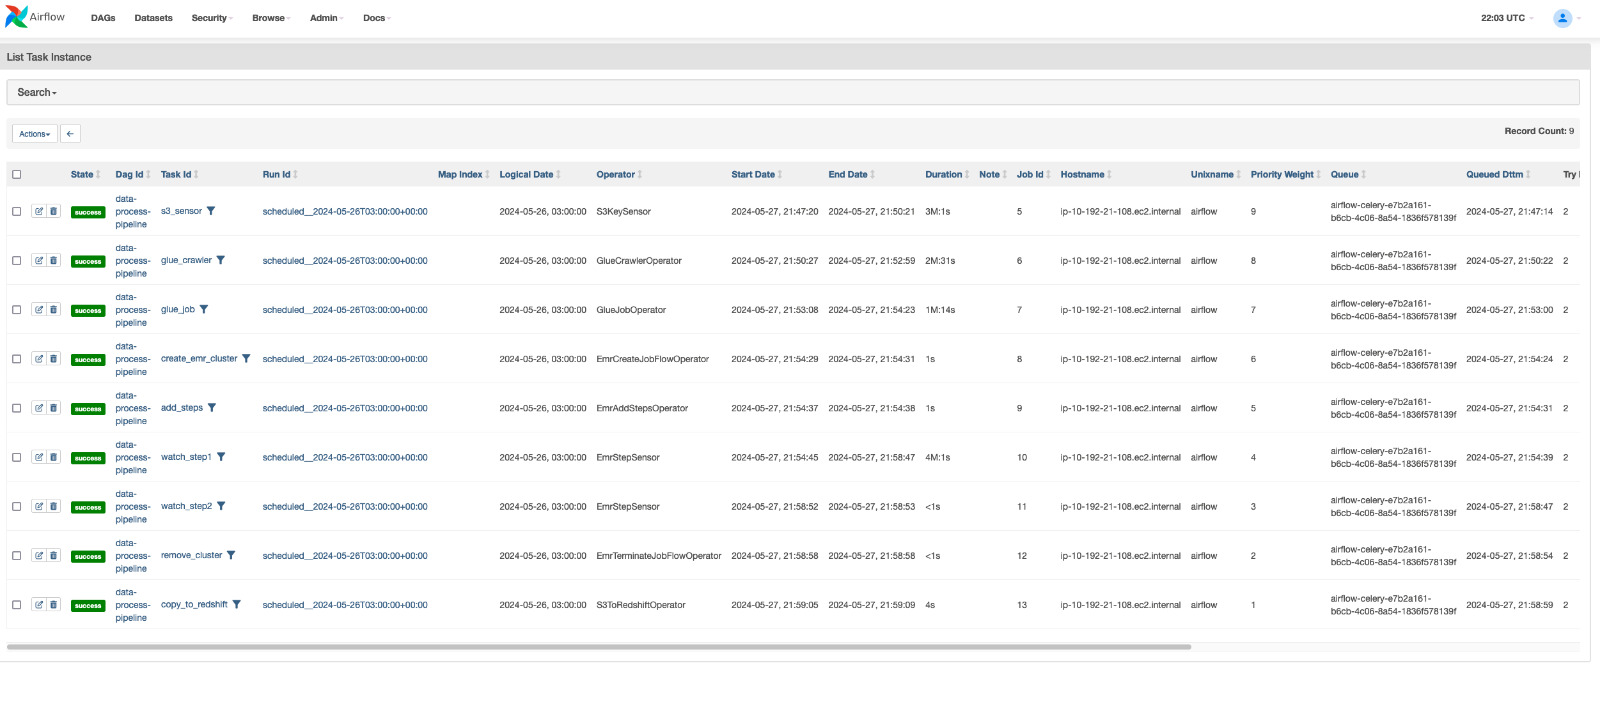 Airflow DAGs Datasets Security Browse Admin Docs 22:03 UTC
List Task Instance
Search
Actions ← Record Count: 9
State Dag Id Task Id Run Id Map Index Logical Date Operator Start Date End Date Duration Note Job Id Hostname Unixname Priority Weight Queue Queued Dttm Try
success data-process-pipeline s3_sensor scheduled__2024-05-26T03:00:00+00:00 2024-05-26, 03:00:00 S3KeySensor 2024-05-27, 21:47:20 2024-05-27, 21:50:21 3M:1s 5 ip-10-192-21-108.ec2.internal airflow 9 airflow-celery-e7b2a161-b6cb-4c06-8a54-1836f578139f 2024-05-27, 21:47:14 2
success data-process-pipeline glue_crawler scheduled__2024-05-26T03:00:00+00:00 2024-05-26, 03:00:00 GlueCrawlerOperator 2024-05-27, 21:50:27 2024-05-27, 21:52:59 2M:31s 6 ip-10-192-21-108.ec2.internal airflow 8 airflow-celery-e7b2a161-b6cb-4c06-8a54-1836f578139f 2024-05-27, 21:50:22 2
success data-process-pipeline glue_job scheduled__2024-05-26T03:00:00+00:00 2024-05-26, 03:00:00 GlueJobOperator 2024-05-27, 21:53:08 2024-05-27, 21:54:23 1M:14s 7 ip-10-192-21-108.ec2.internal airflow 7 airflow-celery-e7b2a161-b6cb-4c06-8a54-1836f578139f 2024-05-27, 21:53:00 2
success data-process-pipeline create_emr_cluster scheduled__2024-05-26T03:00:00+00:00 2024-05-26, 03:00:00 EmrCreateJobFlowOperator 2024-05-27, 21:54:29 2024-05-27, 21:54:31 1s 8 ip-10-192-21-108.ec2.internal airflow 6 airflow-celery-e7b2a161-b6cb-4c06-8a54-1836f578139f 2024-05-27, 21:54:24 2
success data-process-pipeline add_steps scheduled__2024-05-26T03:00:00+00:00 2024-05-26, 03:00:00 EmrAddStepsOperator 2024-05-27, 21:54:37 2024-05-27, 21:54:38 1s 9 ip-10-192-21-108.ec2.internal airflow 5 airflow-celery-e7b2a161-b6cb-4c06-8a54-1836f578139f 2024-05-27, 21:54:31 2
success data-process-pipeline watch_step1 scheduled__2024-05-26T03:00:00+00:00 2024-05-26, 03:00:00 EmrStepSensor 2024-05-27, 21:54:45 2024-05-27, 21:58:47 4M:1s 10 ip-10-192-21-108.ec2.internal airflow 4 airflow-celery-e7b2a161-b6cb-4c06-8a54-1836f578139f 2024-05-27, 21:54:39 2
success data-process-pipeline watch_step2 scheduled__2024-05-26T03:00:00+00:00 2024-05-26, 03:00:00 EmrStepSensor 2024-05-27, 21:58:52 2024-05-27, 21:58:53 <1s 11 ip-10-192-21-108.ec2.internal airflow 3 airflow-celery-e7b2a161-b6cb-4c06-8a54-1836f578139f 2024-05-27, 21:58:47 2
success data-process-pipeline remove_cluster scheduled__2024-05-26T03:00:00+00:00 2024-05-26, 03:00:00 EmrTerminateJobFlowOperator 2024-05-27, 21:58:58 2024-05-27, 21:58:58 <1s 12 ip-10-192-21-108.ec2.internal airflow 2 airflow-celery-e7b2a161-b6cb-4c06-8a54-1836f578139f 2024-05-27, 21:58:54 2
success data-process-pipeline copy_to_redshift scheduled__2024-05-26T03:00:00+00:00 2024-05-26, 03:00:00 S3ToRedshiftOperator 2024-05-27, 21:59:05 2024-05-27, 21:59:09 4s 13 ip-10-192-21-108.ec2.internal airflow 1 airflow-celery-e7b2a161-b6cb-4c06-8a54-1836f578139f 2024-05-27, 21:58:59 2